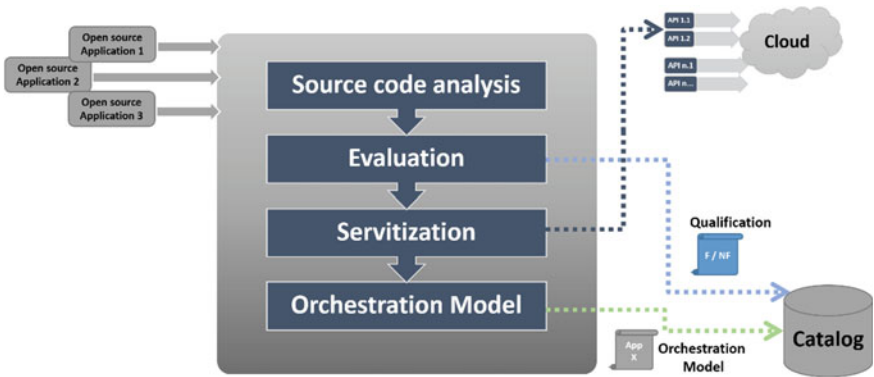 Open source
Application 1
Open source
Application 2
Open source
Application 3
Source code analysis
Evaluation
Servitization
Orchestration Model
API 1.1
API 1.2
API n.1
API n...
Cloud
Qualification
F / NF
Catalog
App
X
Orchestration
Model